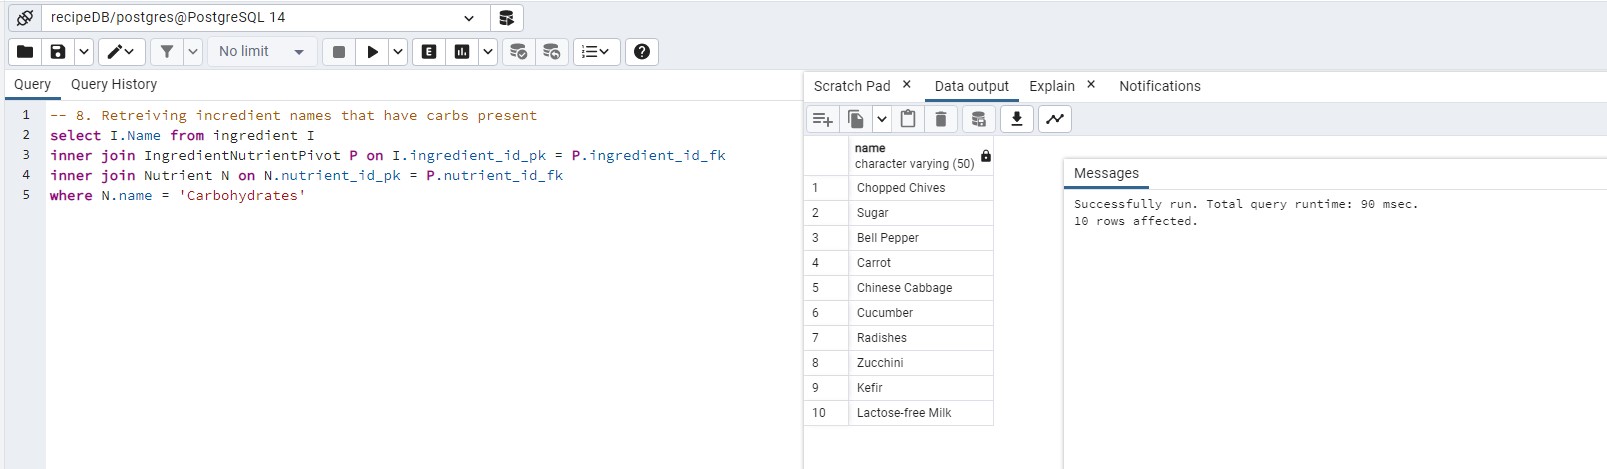 recipeDB/postgres@PostgreSQL 14
No limit
E
Query Query History
1 -- 8. Retreiving incredient names that have carbs present
2 select I.Name from ingredient I
3 inner join IngredientNutrientPivot P on I.ingredient_id_pk = P.ingredient_id_fk
4 inner join Nutrient N on N.nutrient_id_pk = P.nutrient_id_fk
5 where N.name = 'Carbohydrates'
Scratch Pad × Data output Explain × Notifications
name
character varying (50)
1 Chopped Chives
2 Sugar
3 Bell Pepper
4 Carrot
5 Chinese Cabbage
6 Cucumber
7 Radishes
8 Zucchini
9 Kefir
10 Lactose-free Milk
Messages
Successfully run. Total query runtime: 90 msec.
10 rows affected.